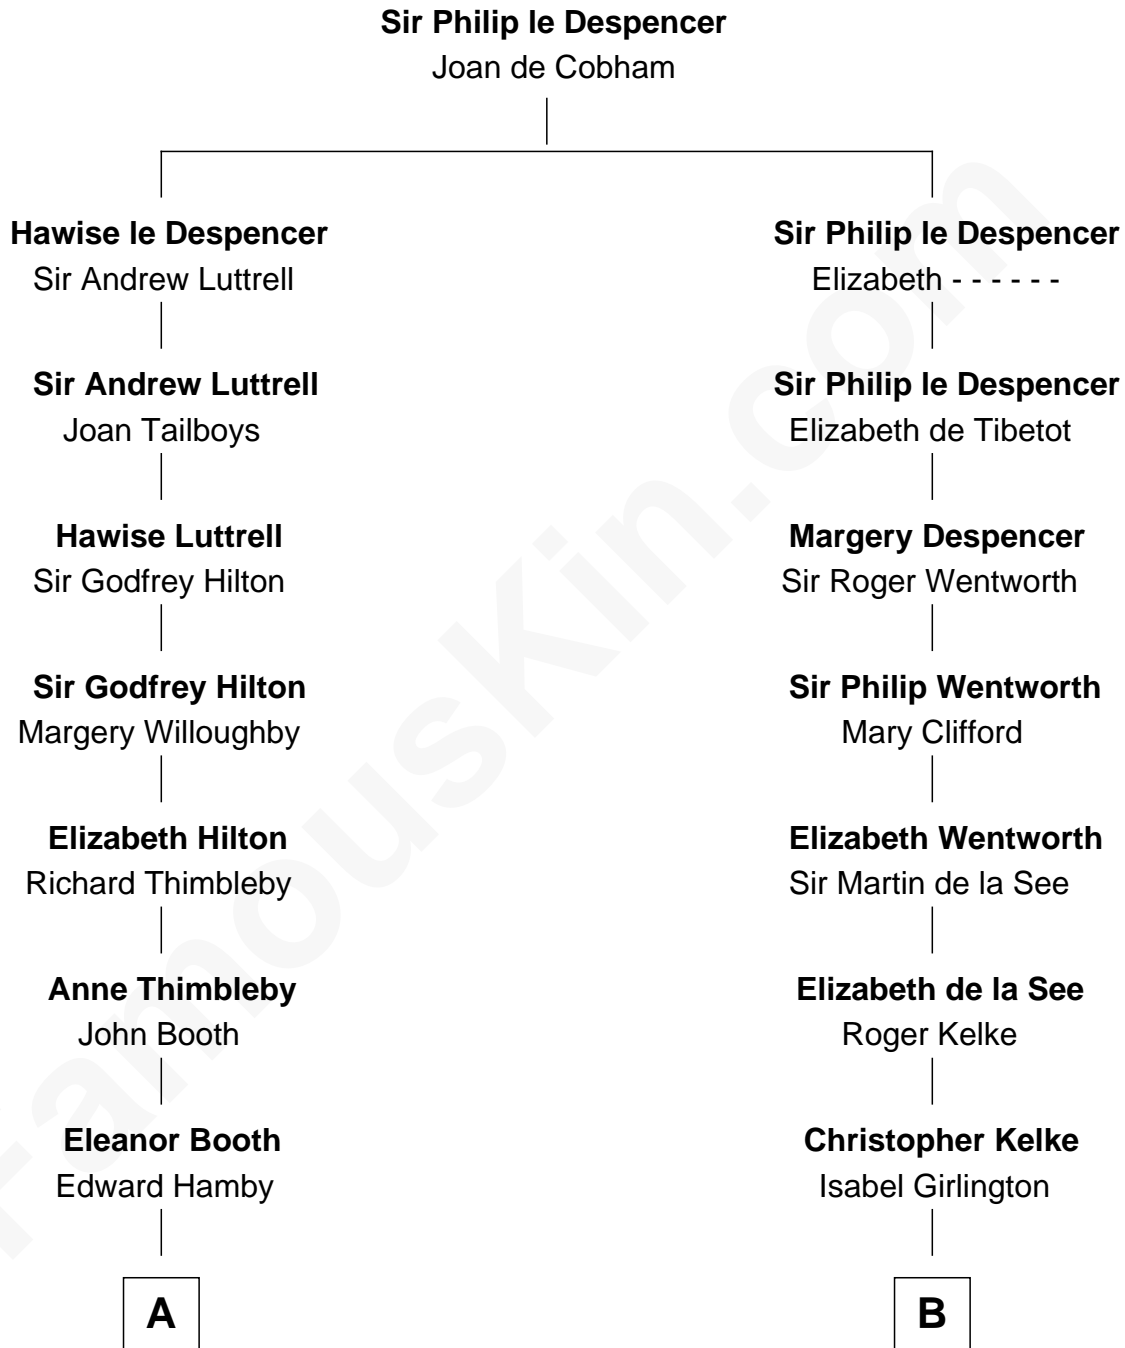 Sir Philip le Despencer
Joan de Cobham
Hawise le Despencer
Sir Andrew Luttrell
Sir Philip le Despencer
Elizabeth - - - - - -
Sir Andrew Luttrell
Joan Tailboys
Sir Philip le Despencer
Elizabeth de Tibetot
Hawise Luttrell
Sir Godfrey Hilton
Margery Despencer
Sir Roger Wentworth
Sir Godfrey Hilton
Margery Willoughby
Sir Philip Wentworth
Mary Clifford
Elizabeth Hilton
Richard Thimbleby
Elizabeth Wentworth
Sir Martin de la See
Anne Thimbleby
John Booth
Elizabeth de la See
Roger Kelke
Eleanor Booth
Edward Hamby
Christopher Kelke
Isabel Girlington
A
B
FamousKin.com